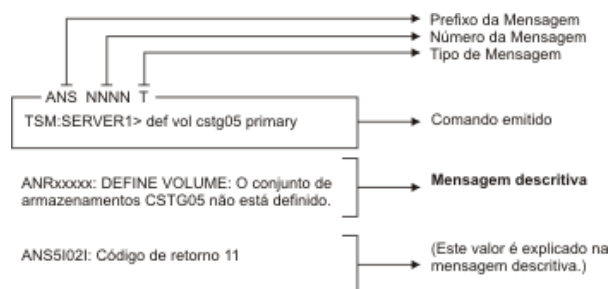 Prefixo da Mensagem
Número da Mensagem
Tipo de Mensagem
ANS NNNN T
TSM:SERVER1> def vol cstg05 primary
Comando emitido
ANRxxxxx: DEFINE VOLUME: O conjunto de
armazenamentos CSTG05 não está definido.
Mensagem descritiva
ANS5I02I: Código de retorno 11
(Este valor é explicado na
mensagem descritiva.)